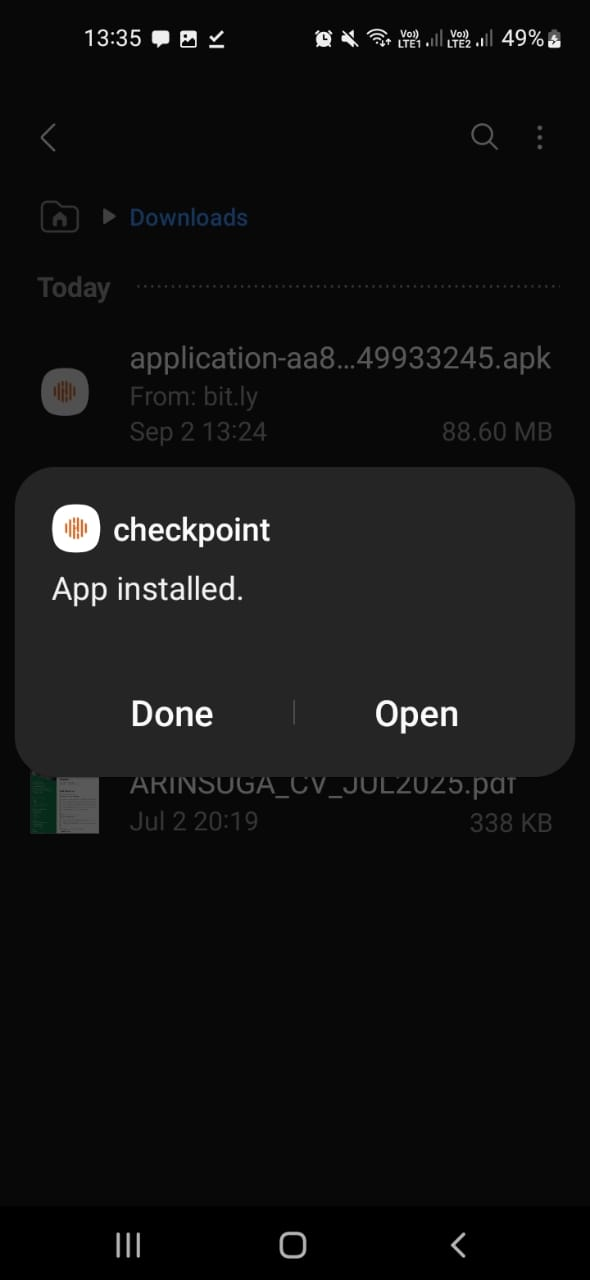 13:35
Vo)) LTE1 Vo)) LTE2 49%
Downloads
Today
application-aa8...49933245.apk
From: bit.ly
Sep 2 13:24 88.60 MB
checkpoint
App installed.
Done Open
ARINSUGA_CV_JUL2025.pdf
Jul 2 20:19 338 KB